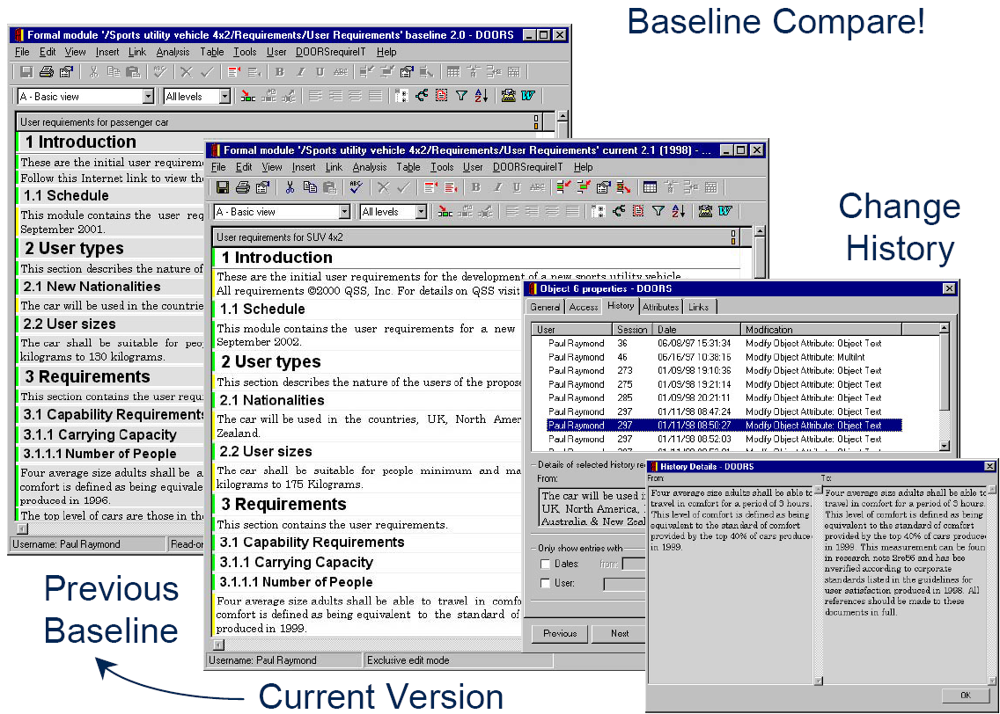 Baseline Compare!
Formal module '/Sports utility vehicle 4x2/Requirements/User Requirements' baseline 2.0 - DOORS
File Edit View Insert Link Analysis Table Tools User DOORSrequireIT Help
A - Basic view All levels
User requirements for passenger car
1 Introduction
These are the initial user requirem
Follow this Internet link to view the
1.1 Schedule
This module contains the user req
September 2001.
2 User types
This section describes the nature of
2.1 New Nationalities
The car will be used in the countrie
2.2 User sizes
The car shall be suitable for peo
kilograms to 130 kilograms.
3 Requirements
This section contains the user requ
3.1 Capability Requirements
3.1.1 Carrying Capacity
3.1.1.1 Number of People
Four average size adults shall be a
comfort is defined as being equivale
produced in 1996.
The top level of cars are those in the
Username: Paul Raymond Read-on
Formal module '/Sports utility vehicle 4x2/Requirements/User Requirements' current 2.1 (1998) - ...
File Edit View Insert Link Analysis Table Tools User DOORSrequireIT Help
A - Basic view All levels
User requirements for SUV 4x2
1 Introduction
These are the initial user requirements for the development of a new sports utility vehicle.
All requirements ©2000 QSS, Inc. For details on QSS visit
1.1 Schedule
This module contains the user requirements for a new
September 2002.
2 User types
This section describes the nature of the users of the propose
2.1 Nationalities
The car will be used in the countries, UK, North Ame
Zealand.
2.2 User sizes
The car shall be suitable for people minimum and ma
kilograms to 175 Kilograms.
3 Requirements
This section contains the user requirements.
3.1 Capability Requirements
3.1.1 Carrying Capacity
3.1.1.1 Number of People
Four average size adults shall be able to travel in comfo
comfort is defined as being equivalent to the standard of
produced in 1999.
Username: Paul Raymond Exclusive edit mode
Change
History
Object 6 properties - DOORS
General Access History Attributes Links
User Session Date Modification
Paul Raymond 36 06/08/97 15:31:34 Modify Object Attribute: Object Text
Paul Raymond 46 06/16/97 10:38:16 Modify Object Attribute: MultiInt
Paul Raymond 273 01/09/98 19:10:36 Modify Object Attribute: Object Text
Paul Raymond 275 01/09/98 19:21:14 Modify Object Attribute: Object Text
Paul Raymond 285 01/09/98 20:21:11 Modify Object Attribute: Object Text
Paul Raymond 297 01/11/98 08:47:24 Modify Object Attribute: Object Text
Paul Raymond 297 01/11/98 08:50:27 Modify Object Attribute: Object Text
Paul Raymond 297 01/11/98 08:52:03 Modify Object Attribute: Object Text
Details of selected history re
From:
The car will be used i
UK, North America,
Australia & New Zeal
Only show entries with
Dates: from:
User:
Previous Next
History Details - DOORS
From:
Four average size adults shall be able to
travel in comfort for a period of 3 hours.
This level of comfort is defined as being
equivalent to the standard of comfort
provided by the top 40% of cars produce
in 1999.
To:
Four average size adults shall be able to
travel in comfort for a period of 3 hours.
This level of comfort is defined as being
equivalent to the standard of comfort
provided by the top 40% of cars produce
in 1999. This measurement can be foun
in research note 2re56 and has bee
nverified according to corporate
standards listed in the guidelines for
user satisfaction produced in 1998. All
references should be made to these
documents in full.
OK
Previous
Baseline
Current Version